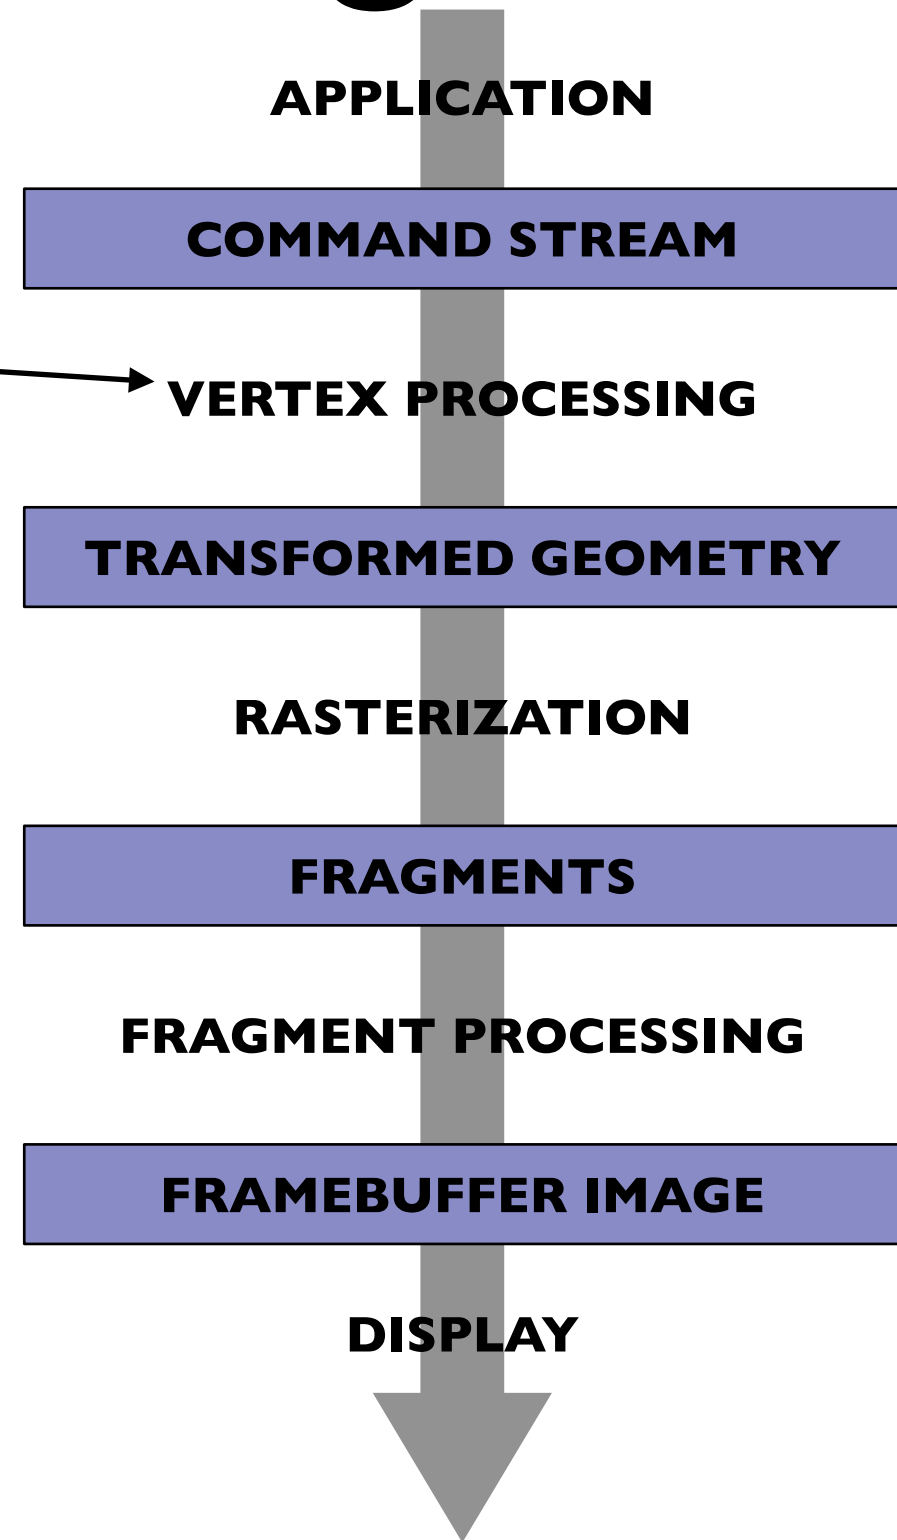 APPLICATION
COMMAND STREAM
VERTEX PROCESSING
TRANSFORMED GEOMETRY
RASTERIZATION
FRAGMENTS
FRAGMENT PROCESSING
FRAMEBUFFER IMAGE
DISPLAY